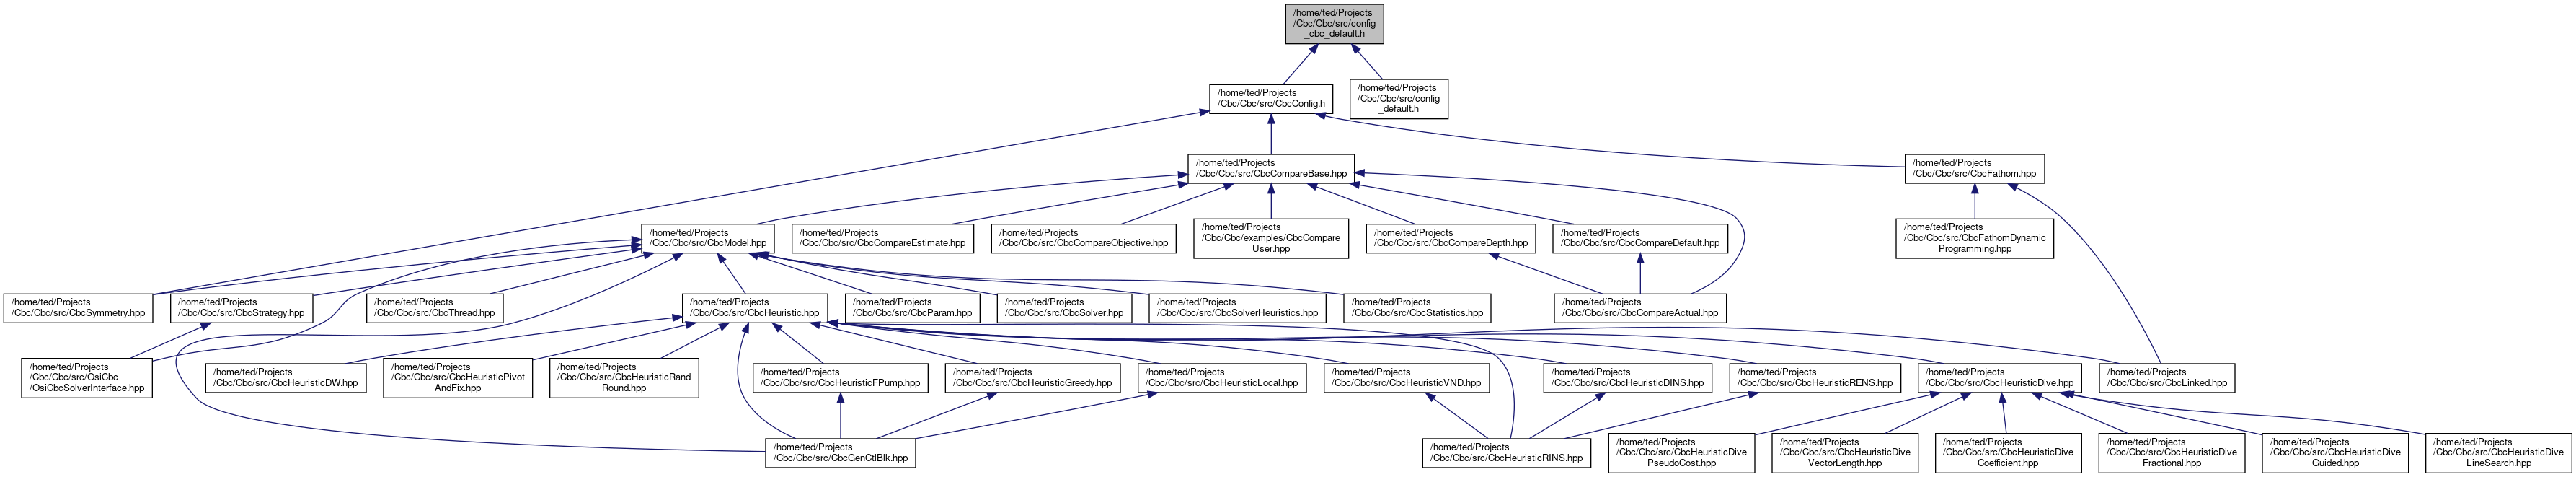 /home/ted/Projects
/Cbc/Cbc/src/config
_cbc_default.h
/home/ted/Projects
/Cbc/Cbc/src/CbcConfig.h
/home/ted/Projects
/Cbc/Cbc/src/config
_default.h
/home/ted/Projects
/Cbc/Cbc/src/CbcCompareBase.hpp
/home/ted/Projects
/Cbc/Cbc/src/CbcFathom.hpp
/home/ted/Projects
/Cbc/Cbc/src/CbcModel.hpp
/home/ted/Projects
/Cbc/Cbc/src/CbcCompareEstimate.hpp
/home/ted/Projects
/Cbc/Cbc/src/CbcCompareObjective.hpp
/home/ted/Projects
/Cbc/Cbc/examples/CbcCompare
User.hpp
/home/ted/Projects
/Cbc/Cbc/src/CbcCompareDepth.hpp
/home/ted/Projects
/Cbc/Cbc/src/CbcCompareDefault.hpp
/home/ted/Projects
/Cbc/Cbc/src/CbcFathomDynamic
Programming.hpp
/home/ted/Projects
/Cbc/Cbc/src/CbcSymmetry.hpp
/home/ted/Projects
/Cbc/Cbc/src/CbcStrategy.hpp
/home/ted/Projects
/Cbc/Cbc/src/CbcThread.hpp
/home/ted/Projects
/Cbc/Cbc/src/CbcHeuristic.hpp
/home/ted/Projects
/Cbc/Cbc/src/CbcParam.hpp
/home/ted/Projects
/Cbc/Cbc/src/CbcSolver.hpp
/home/ted/Projects
/Cbc/Cbc/src/CbcSolverHeuristics.hpp
/home/ted/Projects
/Cbc/Cbc/src/CbcStatistics.hpp
/home/ted/Projects
/Cbc/Cbc/src/CbcCompareActual.hpp
/home/ted/Projects
/Cbc/Cbc/src/OsiCbc
/OsiCbcSolverInterface.hpp
/home/ted/Projects
/Cbc/Cbc/src/CbcHeuristicDW.hpp
/home/ted/Projects
/Cbc/Cbc/src/CbcHeuristicPivot
AndFix.hpp
/home/ted/Projects
/Cbc/Cbc/src/CbcHeuristicRand
Round.hpp
/home/ted/Projects
/Cbc/Cbc/src/CbcHeuristicFPump.hpp
/home/ted/Projects
/Cbc/Cbc/src/CbcHeuristicGreedy.hpp
/home/ted/Projects
/Cbc/Cbc/src/CbcHeuristicLocal.hpp
/home/ted/Projects
/Cbc/Cbc/src/CbcHeuristicVND.hpp
/home/ted/Projects
/Cbc/Cbc/src/CbcHeuristicDINS.hpp
/home/ted/Projects
/Cbc/Cbc/src/CbcHeuristicRENS.hpp
/home/ted/Projects
/Cbc/Cbc/src/CbcHeuristicDive.hpp
/home/ted/Projects
/Cbc/Cbc/src/CbcLinked.hpp
/home/ted/Projects
/Cbc/Cbc/src/CbcGenCtlBlk.hpp
/home/ted/Projects
/Cbc/Cbc/src/CbcHeuristicRINS.hpp
/home/ted/Projects
/Cbc/Cbc/src/CbcHeuristicDive
PseudoCost.hpp
/home/ted/Projects
/Cbc/Cbc/src/CbcHeuristicDive
VectorLength.hpp
/home/ted/Projects
/Cbc/Cbc/src/CbcHeuristicDive
Coefficient.hpp
/home/ted/Projects
/Cbc/Cbc/src/CbcHeuristicDive
Fractional.hpp
/home/ted/Projects
/Cbc/Cbc/src/CbcHeuristicDive
Guided.hpp
/home/ted/Projects
/Cbc/Cbc/src/CbcHeuristicDive
LineSearch.hpp